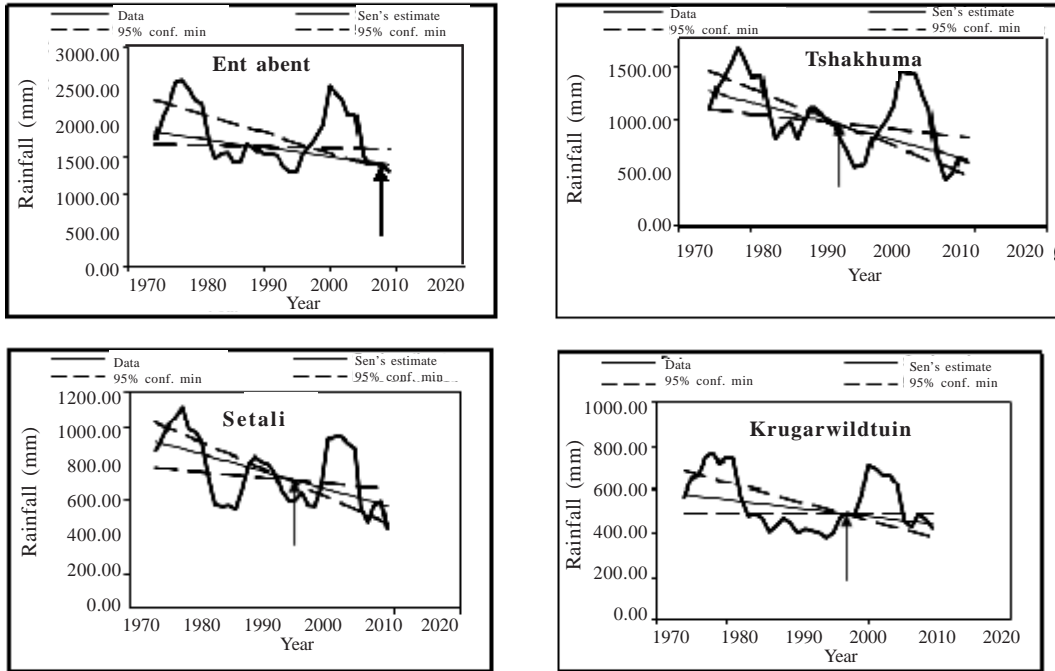 Data
Sen's estimate
95% conf. min
95% conf. min
Ent abent
Rainfall (mm)
3000.00
2500.00
2000.00
1500.00
1000.00
500.00
0.00
1970 1980 1990 2000 2010 2020
Year
Data
Sen's estimate
95% conf. min
95% conf. min
Tshakhuma
Rainfall (mm)
1500.00
1000.00
500.00
0.00
1970 1980 1990 2000 2010 2020
Year
Data
Sen's estimate
95% conf. min
95% conf. min
Setali
Rainfall (mm)
1200.00
1000.00
800.00
600.00
400.00
200.00
0.00
1970 1980 1990 2000 2010 2020
Year
Data
Sen's estimate
95% conf. min
95% conf. min
Krugarwildtuin
Rainfall (mm)
1000.00
800.00
600.00
400.00
200.00
0.00
1970 1980 1990 2000 2010 2020
Year